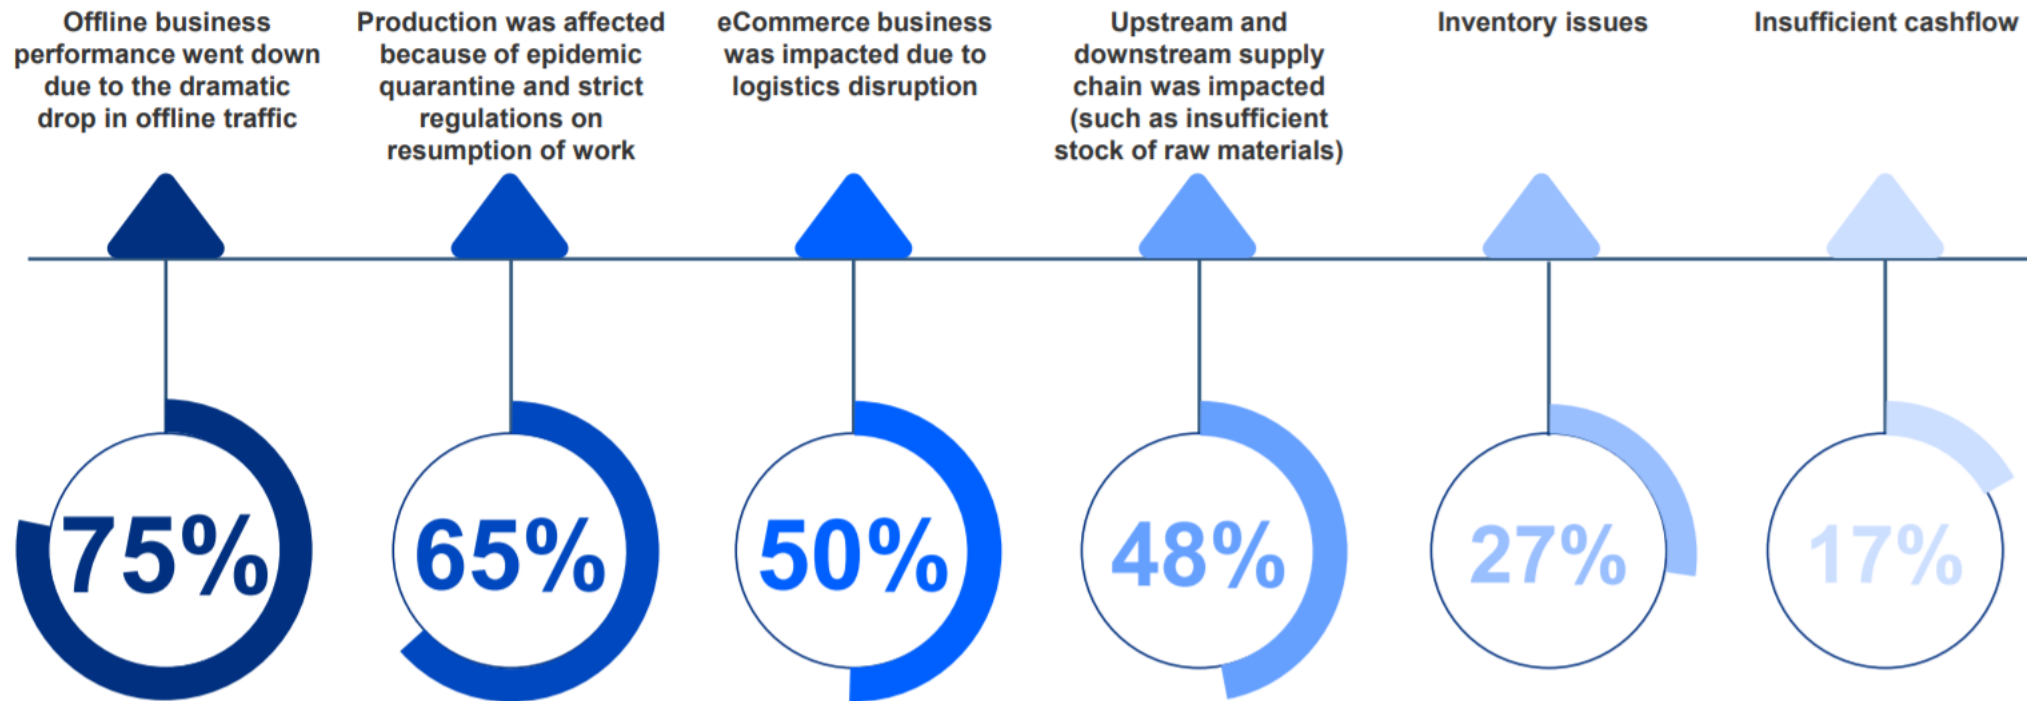 Offline business
performance went down
due to the dramatic
drop in offline traffic
Production was affected
because of epidemic
quarantine and strict
regulations on
resumption of work
eCommerce business
was impacted due to
logistics disruption
Upstream and
downstream supply
chain was impacted
(such as insufficient
stock of raw materials)
Inventory issues
Insufficient cashflow
75%
65%
50%
48%
27%
17%